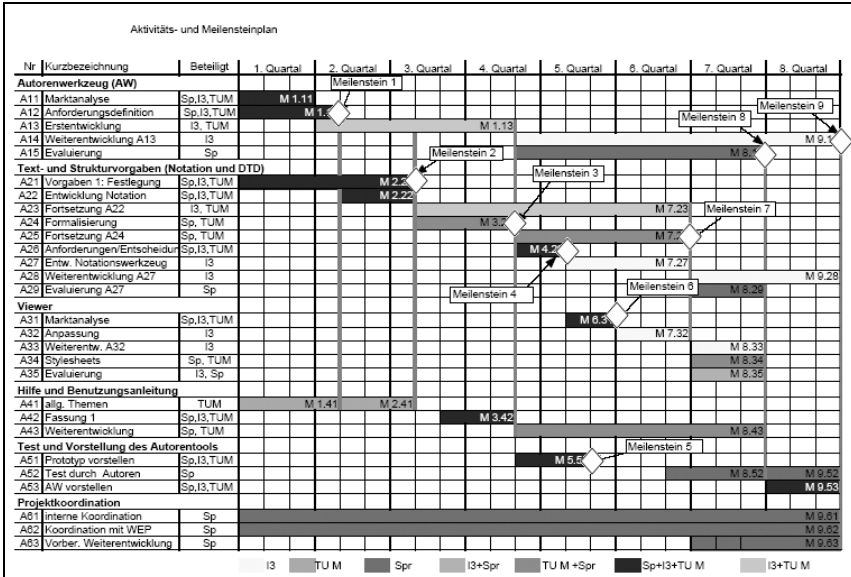 Aktivitäts- und Meilensteinplan
Nr Kurzbezeichnung Beteiligt 1. Quartal 2. Quartal 3. Quartal 4. Quartal 5. Quartal 6. Quartal 7. Quartal 8. Quartal
Meilenstein 1
Meilenstein 9
Autorenwerkzeug (AW)
A11 Marktanalyse Sp,I3,TUM M 1.11
A12 Anforderungsdefinition Sp,I3,TUM
Meilenstein 8
A13 Erstentwicklung I3, TUM M 1.13
A14 Weiterentwicklung A13 I3
A15 Evaluierung Sp
Meilenstein 2
Text- und Strukturvorgaben (Notation und DTD)
Meilenstein 3
A21 Vorgaben 1: Festlegung Sp,I3,TUM
A22 Entwicklung Notation Sp,I3,TUM M 2.22
A23 Fortsetzung A22 I3, TUM M 7.23
Meilenstein 7
A24 Formalisierung Sp, TUM
A25 Fortsetzung A24 Sp, TUM
A26 Anforderungen/Entscheidun Sp,I3,TUM
A27 Entw. Notationswerkzeug I3 M 7.27
A28 Weiterentwicklung A27 I3 M 9.28
A29 Evaluierung A27 Sp M 8.29
Meilenstein 4
Meilenstein 6
Viewer
A31 Marktanalyse Sp,I3,TUM
A32 Anpassung I3 M 7.32
A33 Weiterentw. A32 I3 M 8.33
A34 Stylesheets Sp, TUM M 8.34
A35 Evaluierung I3, Sp M 8.35
Hilfe und Benutzungsanleitung
A41 allg. Themen TUM M 1.41 M 2.41
A42 Fassung 1 Sp,I3,TUM M 3.42
A43 Weiterentwicklung Sp, TUM M 8.43
Test und Vorstellung des Autorentools
Meilenstein 5
A51 Prototyp vorstellen Sp,I3,TUM
A52 Test durch Autoren Sp M 8.52 M 9.52
A53 AW vorstellen Sp,I3,TUM M 9.53
Projektkoordination
A61 interne Koordination Sp M 9.61
A62 Koordination mit WEP Sp M 9.62
A63 Vorber. Weiterentwicklung Sp M 9.63
I3 TU M Spr I3+Spr TU M +Spr Sp+I3+TU M I3+TU M